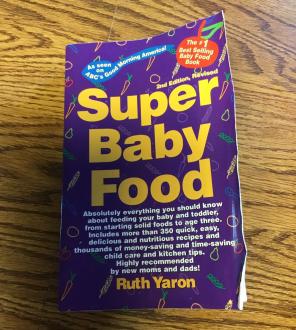 As seen
on
ABC's Good Morning America!
The #1
Best Selling
Baby Food
Book
2nd Edition, Revised
Super
Baby
Food
Absolutely everything you should know
about feeding your baby and toddler,
from starting solid foods to age three.
Includes more than 350 quick, easy,
delicious and nutritious recipes and
thousands of money-saving and time-saving
child care and kitchen tips.
Highly recommended
by new moms and dads!
Ruth Yaron